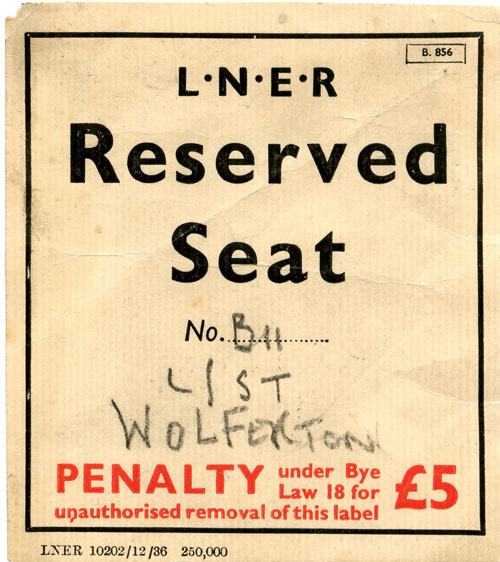 B. 856
L·N·E·R
Reserved
Seat
No. B11
L/ST
WOLFERTON
PENALTY under Bye Law 18 for £5
unauthorised removal of this label
LNER 10202/12/36 250,000